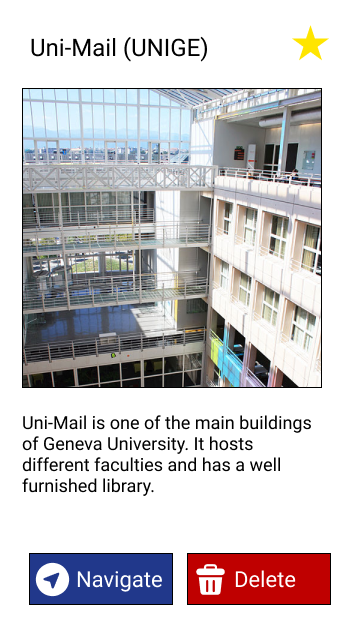 Uni-Mail (UNIGE)
Uni-Mail is one of the main buildings
of Geneva University. It hosts
different faculties and has a well
furnished library.
Navigate
Delete